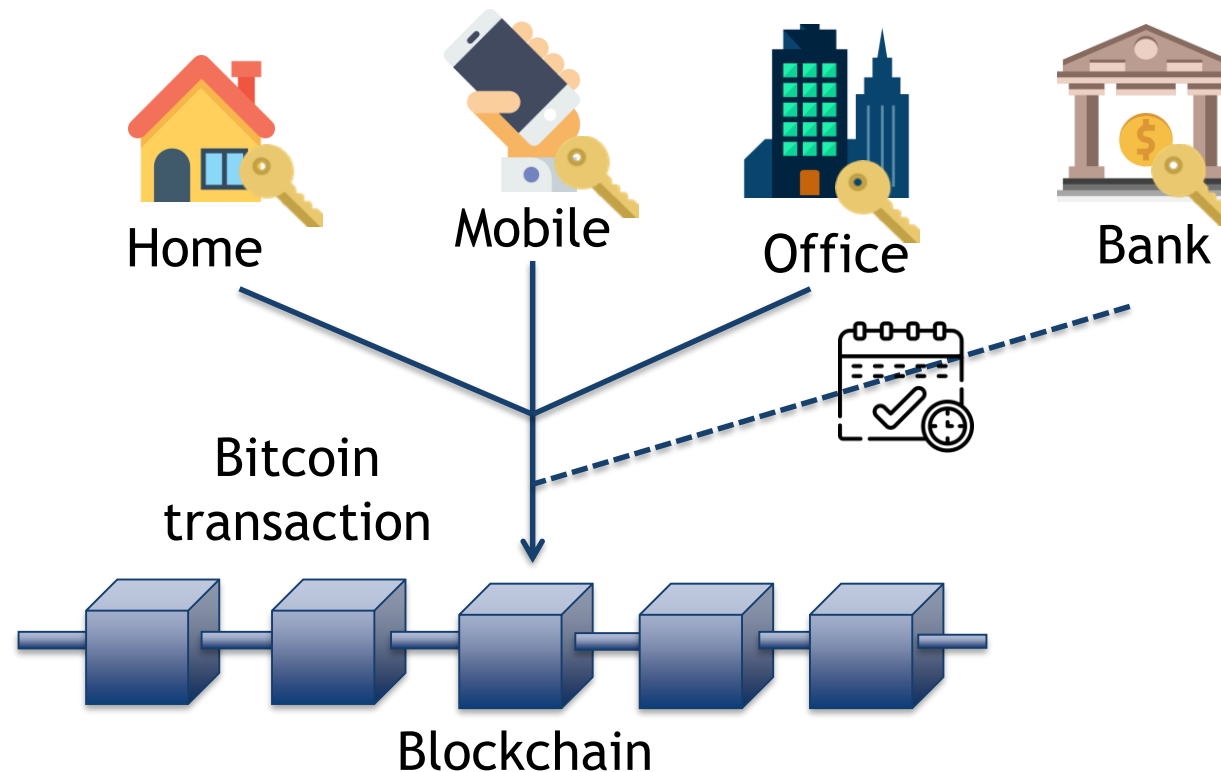 Home
Mobile
Office
Bank
Bitcoin
transaction
Blockchain